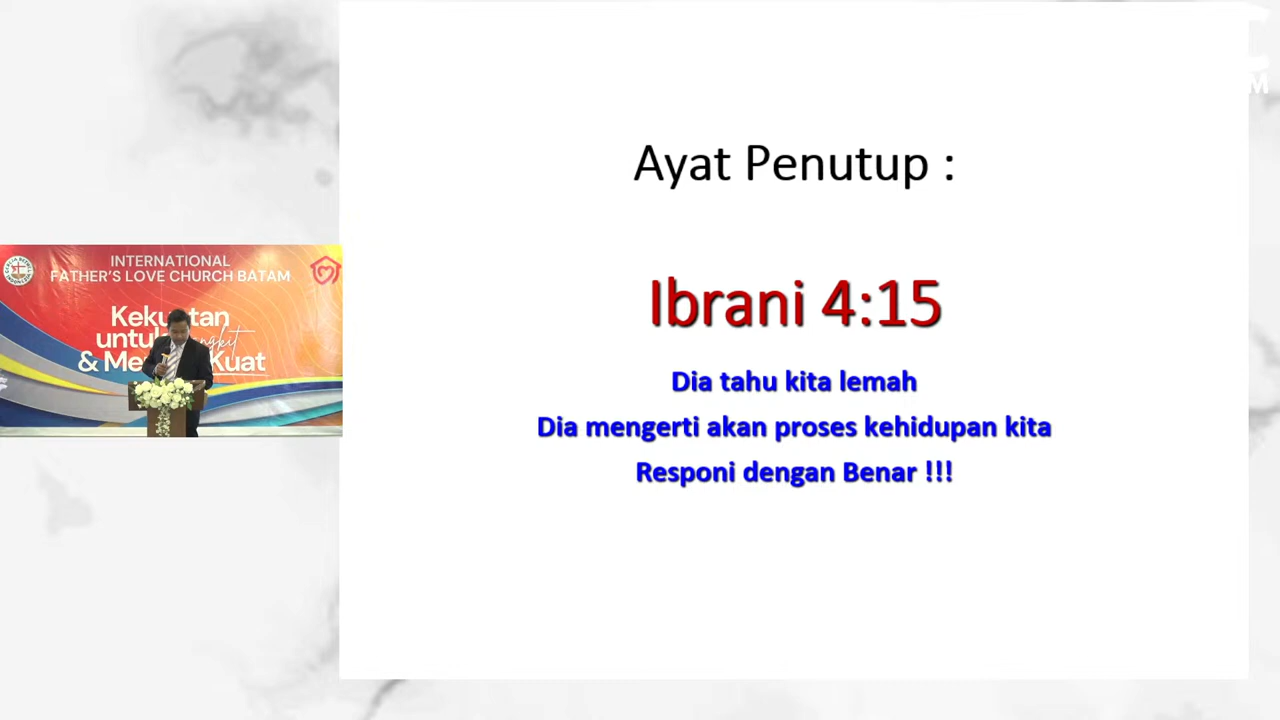 Ayat Penutup :
Ibrani 4:15
Dia tahu kita lemah
Dia mengerti akan proses kehidupan kita
Responi dengan Benar !!!
INTERNATIONAL
FATHER'S LOVE CHURCH BATAM